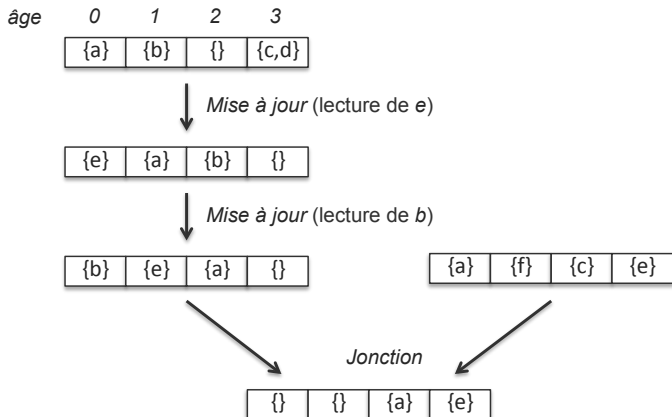 âge 0 1 2 3
{a} {b} {} {c,d}
Mise à jour (lecture de e)
{e} {a} {b} {}
Mise à jour (lecture de b)
{b} {e} {a} {}
{a} {f} {c} {e}
Jonction
{} {} {a} {e}